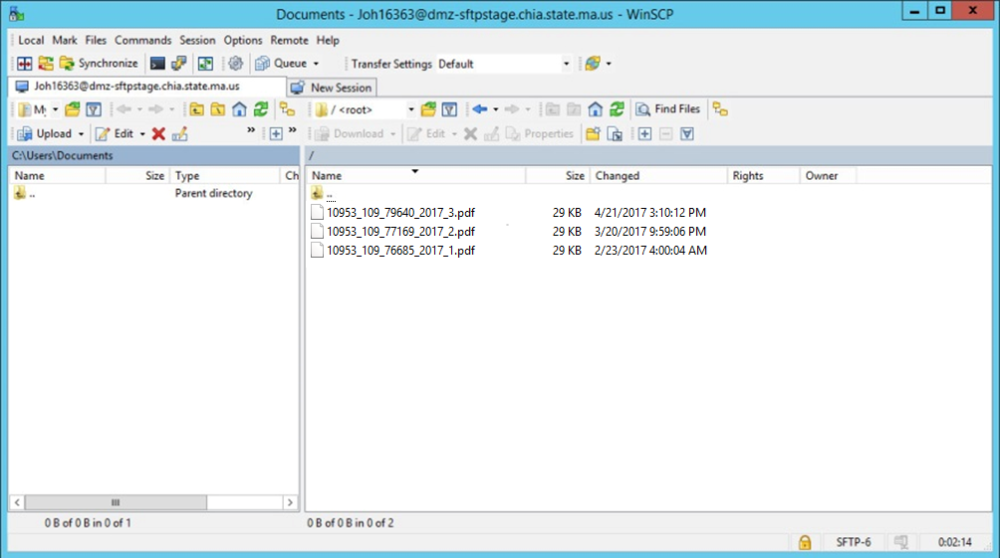 Documents - Joh16363@dmz-sftpstage.chia.state.ma.us - WinSCP
Local Mark Files Commands Session Options Remote Help
Synchronize Queue Transfer Settings Default
Joh16363@dmz-sftpstage.chia.state.ma.us New Session
My / <root> Find Files
Upload Edit » » Download Edit Properties
C:\Users\Documents /
Name Size Type Ch Name Size Changed Rights Owner
.. Parent directory ..
10953_109_79640_2017_3.pdf 29 KB 4/21/2017 3:10:12 PM
10953_109_77169_2017_2.pdf 29 KB 3/20/2017 9:59:06 PM
10953_109_76685_2017_1.pdf 29 KB 2/23/2017 4:00:04 AM
0 B of 0 B in 0 of 1 0 B of 0 B in 0 of 2
SFTP-6 0:02:14